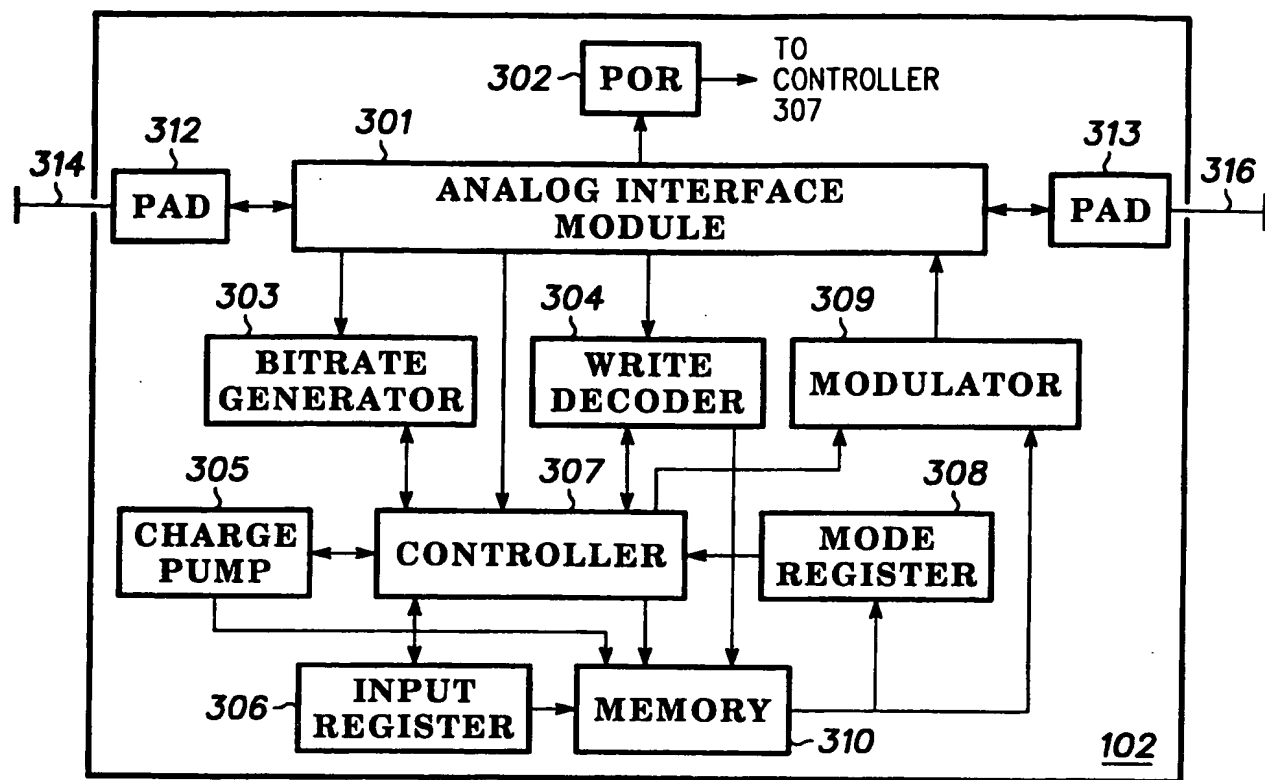 302
POR
TO
CONTROLLER
307
314
312
301
313
316
PAD
ANALOG INTERFACE
MODULE
PAD
303
304
309
BITRATE
GENERATOR
WRITE
DECODER
MODULATOR
305
307
308
CHARGE
PUMP
CONTROLLER
MODE
REGISTER
306
INPUT
REGISTER
MEMORY
310
102